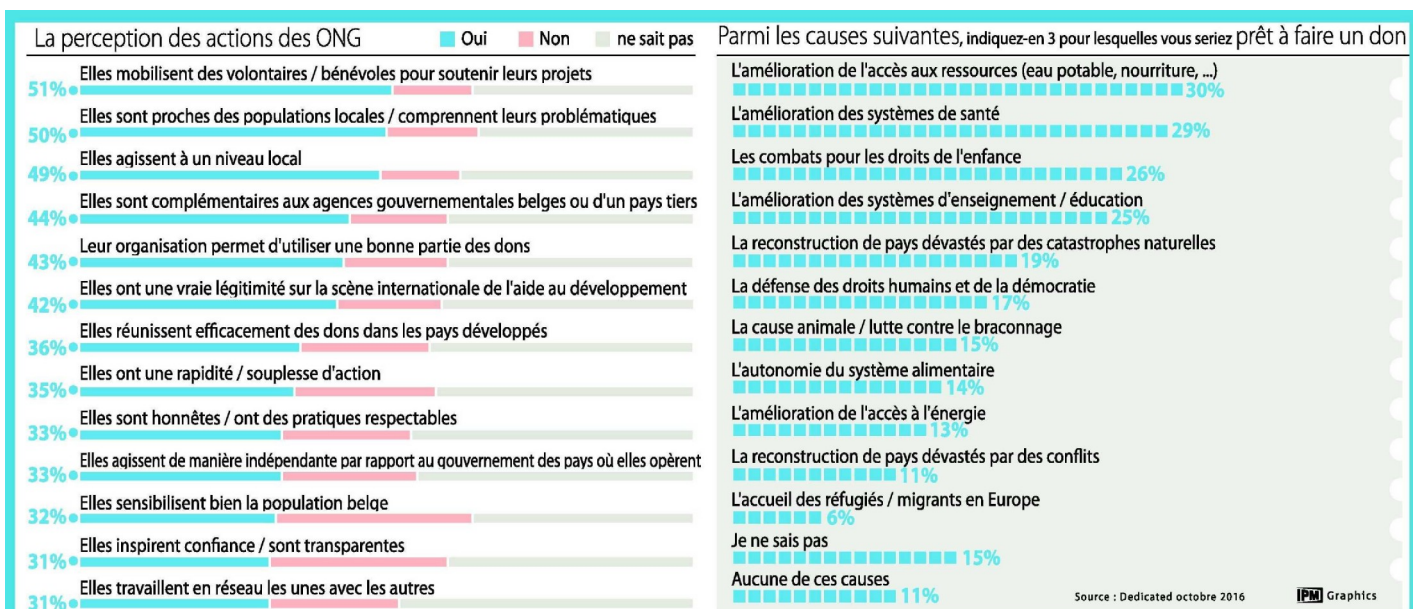 La perception des actions des ONG
Oui
Non
ne sait pas
Elles mobilisent des volontaires / bénévoles pour soutenir leurs projets
51%
Elles sont proches des populations locales / comprennent leurs problématiques
50%
Elles agissent à un niveau local
49%
Elles sont complémentaires aux agences gouvernementales belges ou d'un pays tiers
44%
Leur organisation permet d'utiliser une bonne partie des dons
43%
Elles ont une vraie légitimité sur la scène internationale de l'aide au développement
42%
Elles réunissent efficacement des dons dans les pays développés
36%
Elles ont une rapidité / souplesse d'action
35%
Elles sont honnêtes / ont des pratiques respectables
33%
Elles agissent de manière indépendante par rapport au gouvernement des pays où elles opèrent
33%
Elles sensibilisent bien la population belge
32%
Elles inspirent confiance / sont transparentes
31%
Elles travaillent en réseau les unes avec les autres
31%
Parmi les causes suivantes, indiquez-en 3 pour lesquelles vous seriez prêt à faire un don
L'amélioration de l'accès aux ressources (eau potable, nourriture, ...)
30%
L'amélioration des systèmes de santé
29%
Les combats pour les droits de l'enfance
26%
L'amélioration des systèmes d'enseignement / éducation
25%
La reconstruction de pays dévastés par des catastrophes naturelles
19%
La défense des droits humains et de la démocratie
17%
La cause animale / lutte contre le braconnage
15%
L'autonomie du système alimentaire
14%
L'amélioration de l'accès à l'énergie
13%
La reconstruction de pays dévastés par des conflits
11%
L'accueil des réfugiés / migrants en Europe
6%
Je ne sais pas
15%
Aucune de ces causes
11%
Source : Dedicated octobre 2016
IPM Graphics